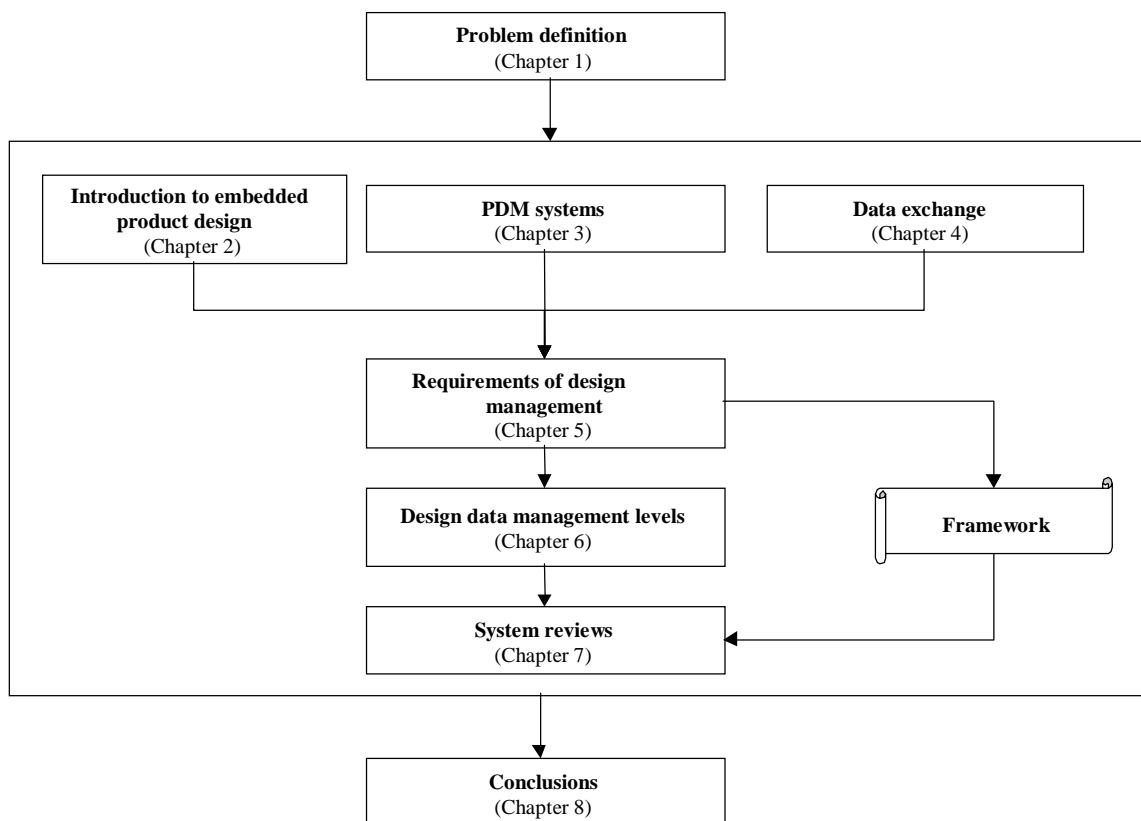 Problem definition
(Chapter 1)
Introduction to embedded
product design
(Chapter 2)
PDM systems
(Chapter 3)
Data exchange
(Chapter 4)
Requirements of design
management
(Chapter 5)
Design data management levels
(Chapter 6)
Framework
System reviews
(Chapter 7)
Conclusions
(Chapter 8)